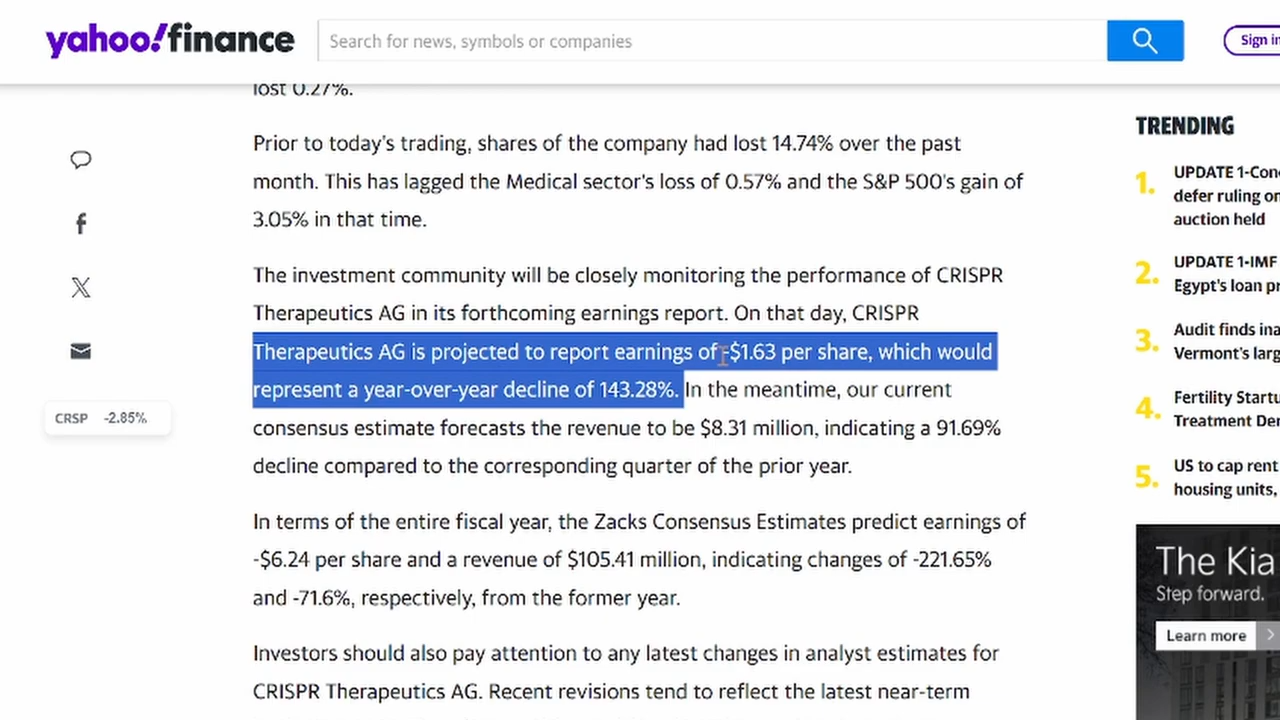 yahoo!finance
Search for news, symbols or companies
Sign in
lost 0.27%.
Prior to today's trading, shares of the company had lost 14.74% over the past
month. This has lagged the Medical sector's loss of 0.57% and the S&P 500's gain of
3.05% in that time.
The investment community will be closely monitoring the performance of CRISPR
Therapeutics AG in its forthcoming earnings report. On that day, CRISPR
Therapeutics AG is projected to report earnings of -$1.63 per share, which would
represent a year-over-year decline of 143.28%. In the meantime, our current
consensus estimate forecasts the revenue to be $8.31 million, indicating a 91.69%
decline compared to the corresponding quarter of the prior year.
In terms of the entire fiscal year, the Zacks Consensus Estimates predict earnings of
-$6.24 per share and a revenue of $105.41 million, indicating changes of -221.65%
and -71.6%, respectively, from the former year.
Investors should also pay attention to any latest changes in analyst estimates for
CRISPR Therapeutics AG. Recent revisions tend to reflect the latest near-term
CRSP -2.85%
TRENDING
1. UPDATE 1-Con
defer ruling on
auction held
2. UPDATE 1-IMF
Egypt's loan pr
3. Audit finds ina
Vermont's larg
4. Fertility Startu
Treatment De
5. US to cap rent
housing units,
The Kia
Step forward.
Learn more